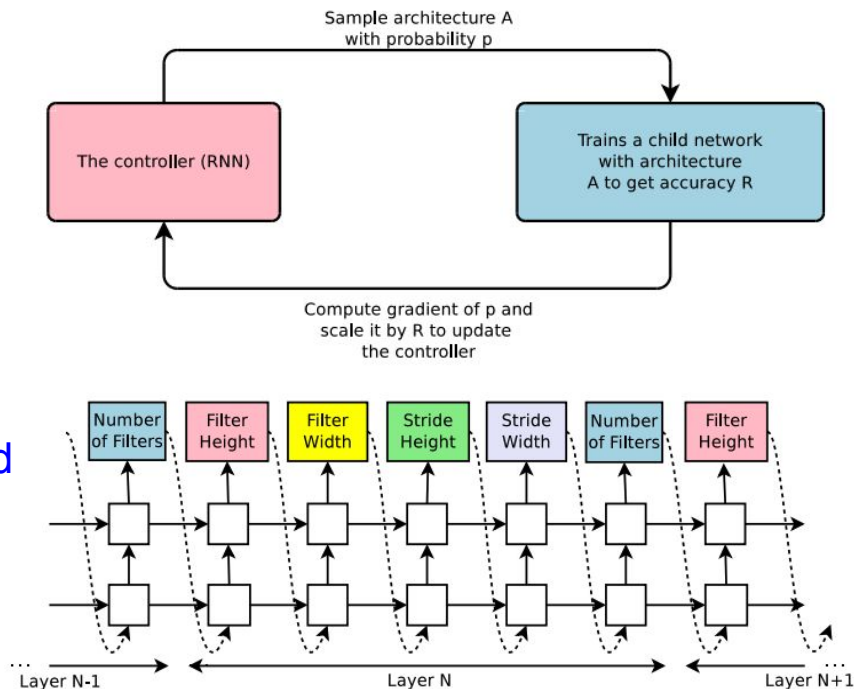 Sample architecture A
with probability p
The controller (RNN)
Trains a child network
with architecture
A to get accuracy R
Compute gradient of p and
scale it by R to update
the controller
d
Number
of Filters
Filter
Height
Filter
Width
Stride
Height
Stride
Width
Number
of Filters
Filter
Height
... Layer N-1
Layer N
Layer N+1 ...